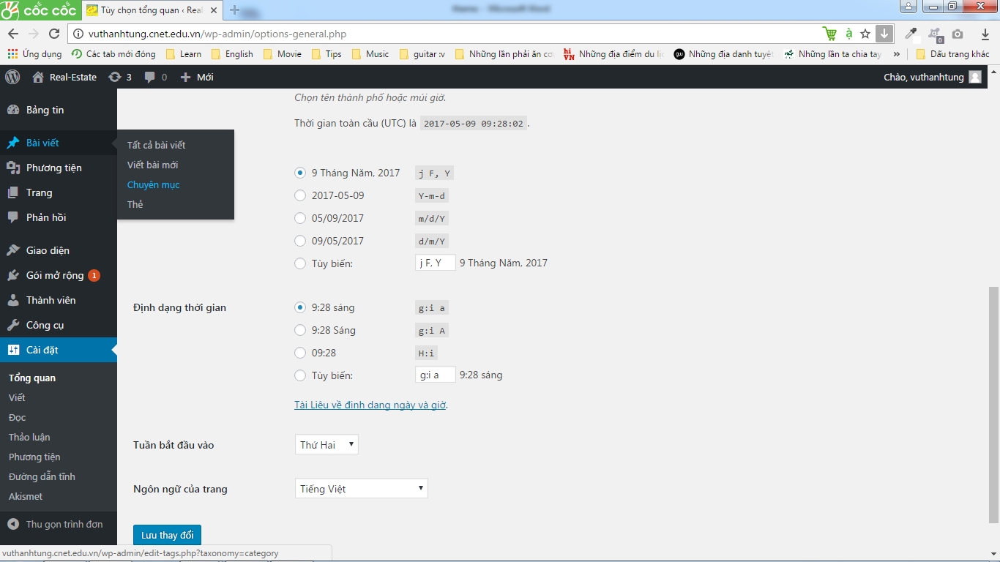 cốc cốc
Tùy chọn tổng quan ‹ Real
vuthanhtung.cnet.edu.vn/wp-admin/options-general.php
Ứng dụng Các tab mới đóng Learn English Movie Tips Music guitar :v Những lần phải ăn cơ Những địa điểm du lị Những địa danh tuyệt Những lần ta chia tay » Dấu trang khác
Real-Estate 3 0 Mới Chào, vuthanhtung
Bảng tin
Bài viết
Phương tiện
Trang
Phản hồi
Giao diện
Gói mở rộng 1
Thành viên
Công cụ
Cài đặt
Tổng quan
Viết
Đọc
Thảo luận
Phương tiện
Đường dẫn tĩnh
Akismet
Thu gọn trình đơn
Tất cả bài viết
Viết bài mới
Chuyên mục
Thẻ
Chọn tên thành phố hoặc múi giờ.
Thời gian toàn cầu (UTC) là 2017-05-09 09:28:02.
9 Tháng Năm, 2017 j F, Y
2017-05-09 Y-m-d
05/09/2017 m/d/Y
09/05/2017 d/m/Y
Tùy biến: j F, Y 9 Tháng Năm, 2017
Định dạng thời gian
9:28 sáng g:i a
9:28 Sáng g:i A
09:28 H:i
Tùy biến: g:i a 9:28 sáng
Tài Liệu về định dạng ngày và giờ.
Tuần bắt đầu vào Thứ Hai
Ngôn ngữ của trang Tiếng Việt
Lưu thay đổi
vuthanhtung.cnet.edu.vn/wp-admin/edit-tags.php?taxonomy=category